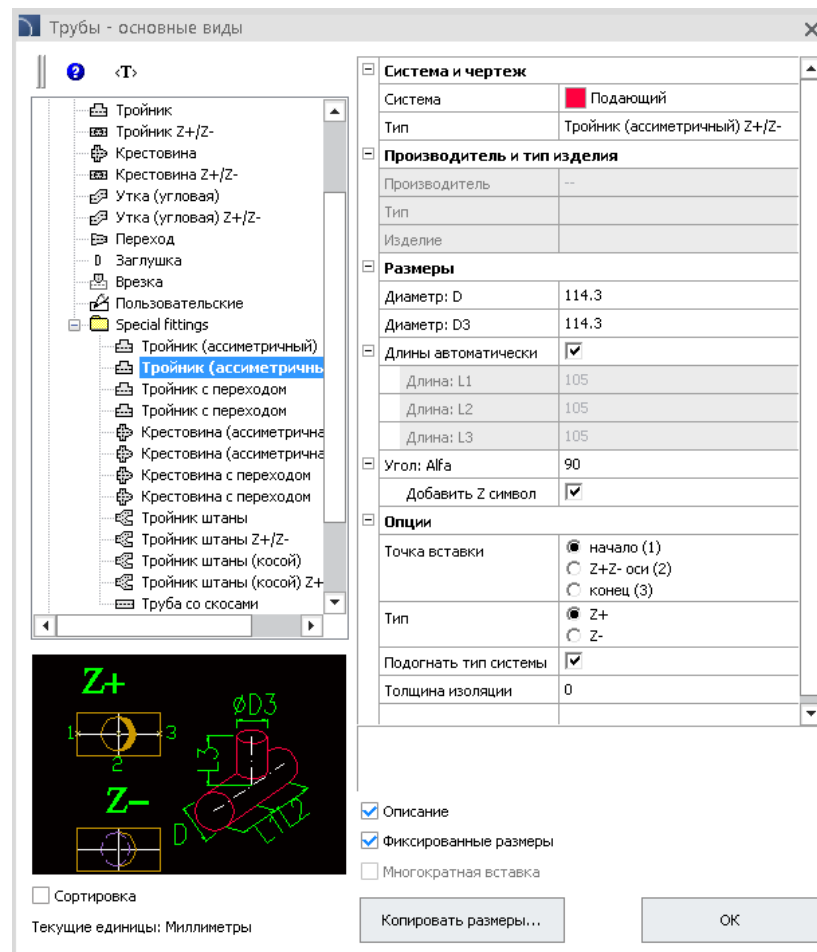 Трубы - основные виды
? <T>
Тройник
Тройник Z+/Z-
Крестовина
Крестовина Z+/Z-
Утка (угловая)
Утка (угловая) Z+/Z-
Переход
Заглушка
Врезка
Пользовательские
Special fittings
Тройник (ассиметричный)
Тройник (ассиметричнь
Тройник с переходом
Тройник с переходом
Крестовина (ассиметрична
Крестовина (ассиметрична
Крестовина с переходом
Крестовина с переходом
Тройник штаны
Тройник штаны Z+/Z-
Тройник штаны (косой)
Тройник штаны (косой) Z+
Труба со скосами
Z+
1 3
2
Z-
øD3
L3
D L1 L2
Сортировка
Текущие единицы: Миллиметры
Система и чертеж
Система Подающий
Тип Тройник (ассиметричный) Z+/Z-
Производитель и тип изделия
Производитель --
Тип
Изделие
Размеры
Диаметр: D 114.3
Диаметр: D3 114.3
Длины автоматически
Длина: L1 105
Длина: L2 105
Длина: L3 105
Угол: Alfa 90
Добавить Z символ
Опции
Точка вставки начало (1)
Z+Z- оси (2)
конец (3)
Тип Z+
Z-
Подогнать тип системы
Толщина изоляции 0
Описание
Фиксированные размеры
Многократная вставка
Копировать размеры... OK